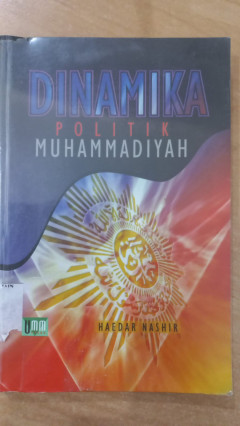 DINAMIKA
POLITIK
MUHAMMADIYAH
HAEDAR NASHIR
umm